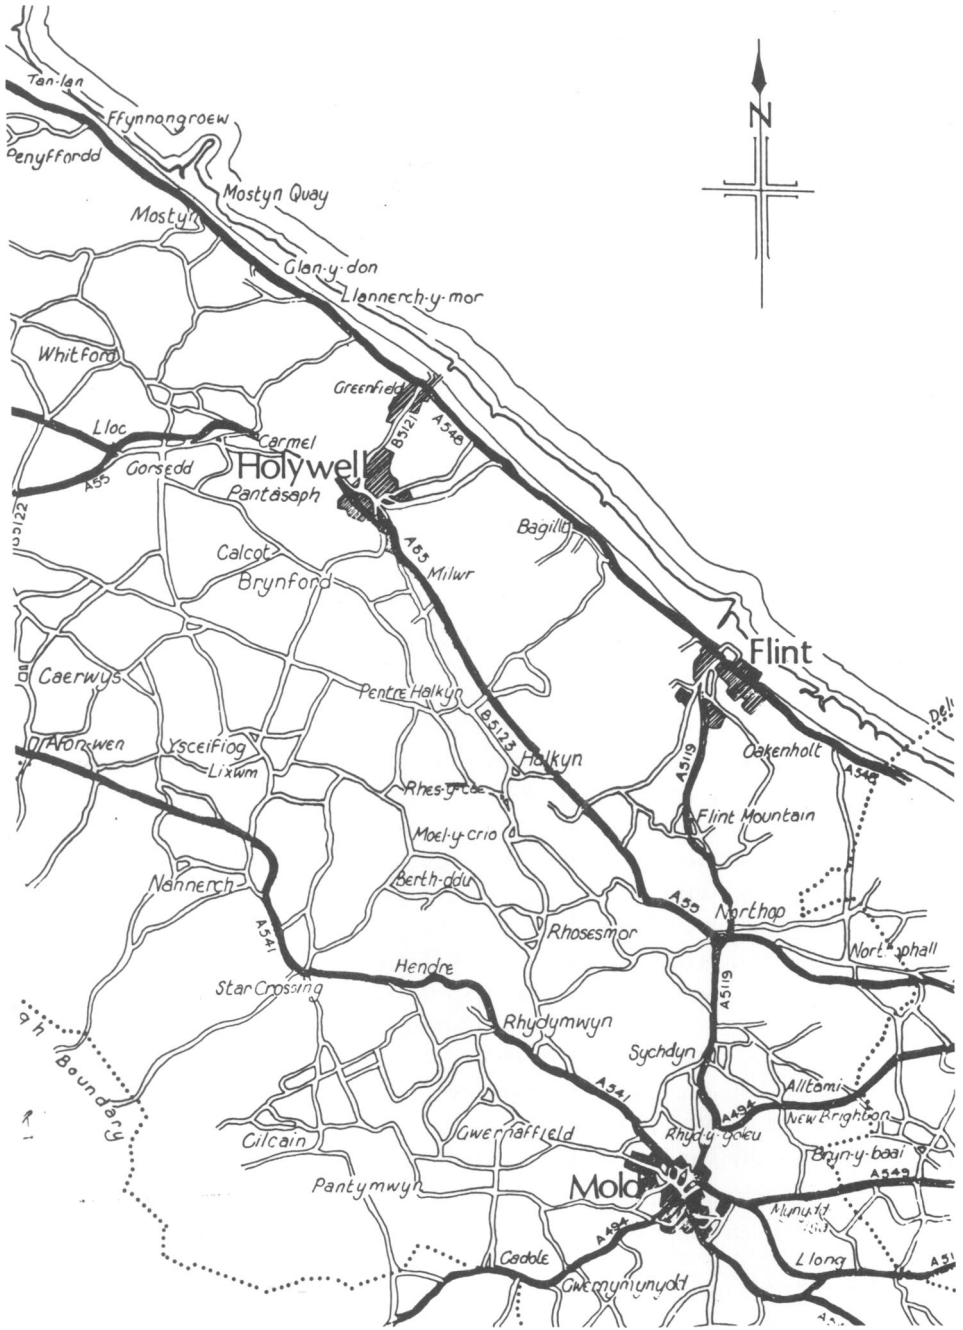 Tan-lan
Ffynnongroew
Penyffordd
N
Mostyn Quay
Mostyn
Glan-y-don
Llannerch-y-mor
Whitford
Greenfield
B5121
A548
Lloc
Carmel
Holywell
Gorsedd
A55
Pantasaph
B5122
Bagillt
A55
Calcot
Milwr
Brynford
Flint
Caerwys
Pentre Halkyn
B5123
Afon-wen
Ysceifiog
Halkyn
A5119
Oakenholt
A548
Lixwm
Rhes-y-cae
Flint Mountain
Moel-y-crio
Nannerch
Berth-ddu
A55
Northop
Rhosesmor
A541
Northophall
Hendre
Star Crossing
A5119
Rhydymwyn
Sychdyn
Boundary
A541
Alltami
A494
New Brighton
Cilcain
Gwernaffield
Rhyd-y-goleu
Bryn-y-baal
Pantymwyn
Mold
A549
Mynydd
A494
Cadole
Llong
Gwernymynydd